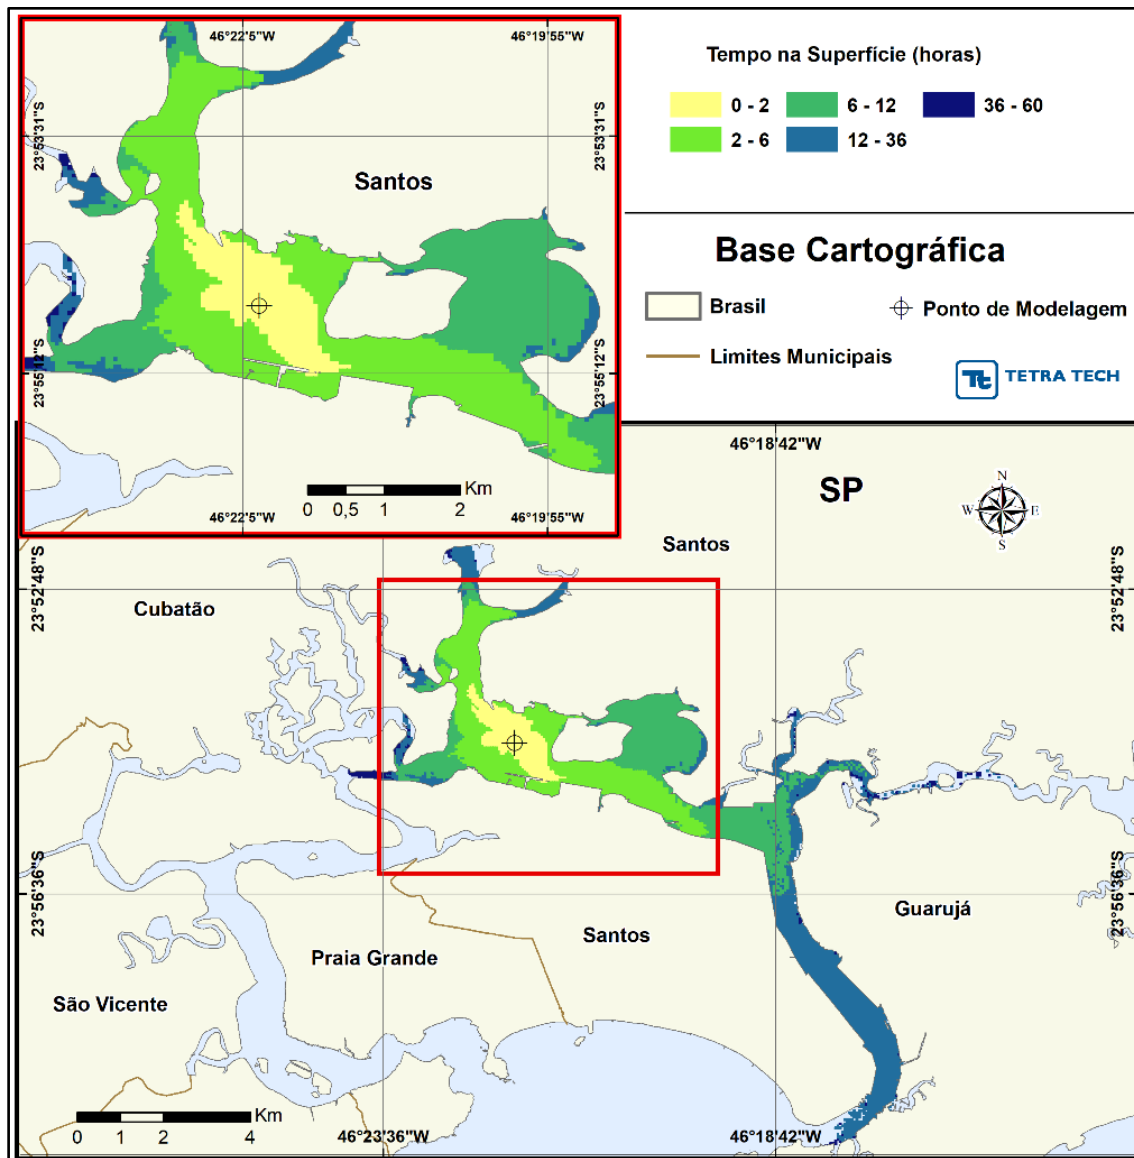 46°22'5"W
46°19'55"W
23°53'31"S
23°53'31"S
Santos
23°55'12"S
23°55'12"S
Km
0 0,5 1 2
46°22'5"W
46°19'55"W
Tempo na Superfície (horas)
0 - 2
6 - 12
36 - 60
2 - 6
12 - 36
Base Cartográfica
Brasil
Ponto de Modelagem
Limites Municipais
Tt TETRA TECH
46°18'42"W
SP
N
W E
S
Santos
23°52'48"S
23°52'48"S
Cubatão
23°56'36"S
23°56'36"S
Guarujá
Santos
Praia Grande
São Vicente
Km
0 1 2 4
46°23'36"W
46°18'42"W